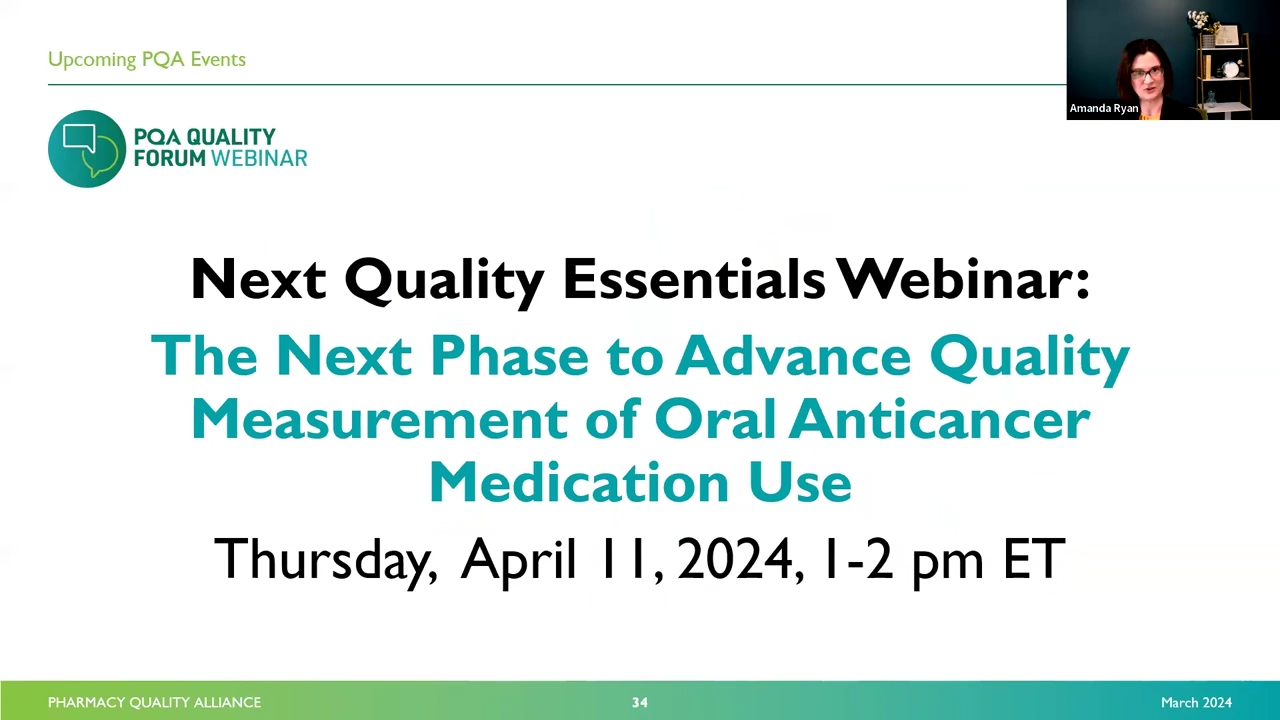 Upcoming PQA Events
Amanda Ryan
PQA QUALITY
FORUM WEBINAR
Next Quality Essentials Webinar:
The Next Phase to Advance Quality
Measurement of Oral Anticancer
Medication Use
Thursday, April 11, 2024, 1-2 pm ET
PHARMACY QUALITY ALLIANCE
34
March 2024